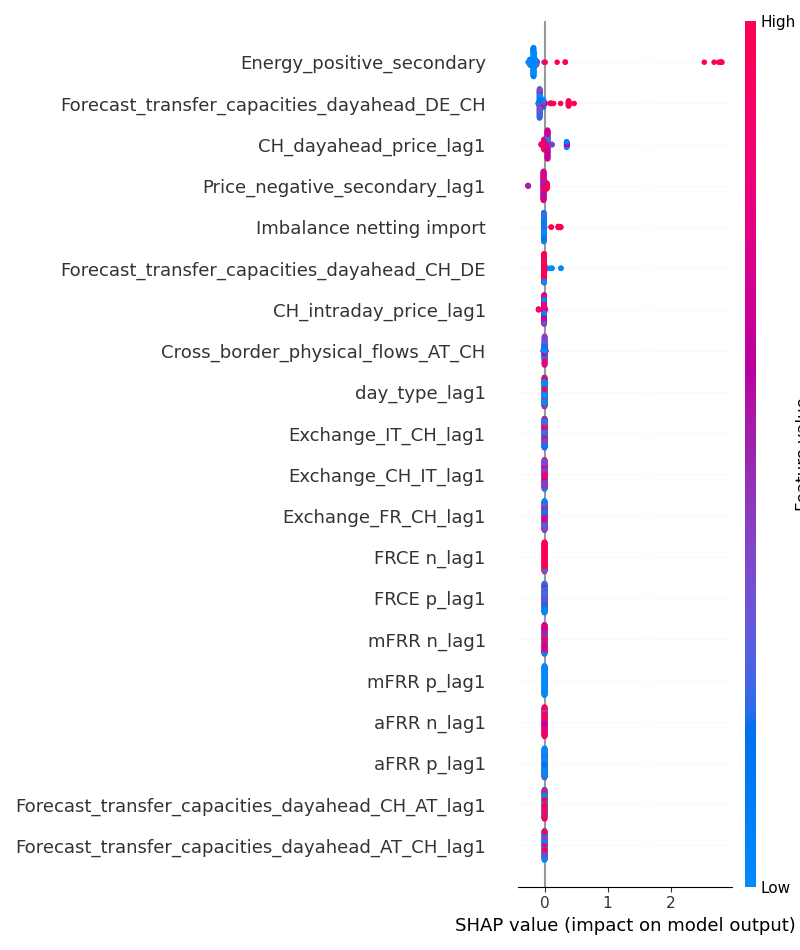 High
Energy_positive_secondary
Forecast_transfer_capacities_dayahead_DE_CH
CH_dayahead_price_lag1
Price_negative_secondary_lag1
Imbalance netting import
Forecast_transfer_capacities_dayahead_CH_DE
CH_intraday_price_lag1
Cross_border_physical_flows_AT_CH
day_type_lag1
Exchange_IT_CH_lag1
Exchange_CH_IT_lag1
Exchange_FR_CH_lag1
FRCE n_lag1
FRCE p_lag1
mFRR n_lag1
mFRR p_lag1
aFRR n_lag1
aFRR p_lag1
Forecast_transfer_capacities_dayahead_CH_AT_lag1
Forecast_transfer_capacities_dayahead_AT_CH_lag1
Low
0 1 2
SHAP value (impact on model output)
Feature value